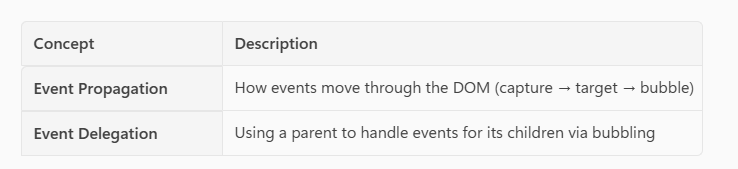 Concept Description
Event Propagation How events move through the DOM (capture → target → bubble)
Event Delegation Using a parent to handle events for its children via bubbling